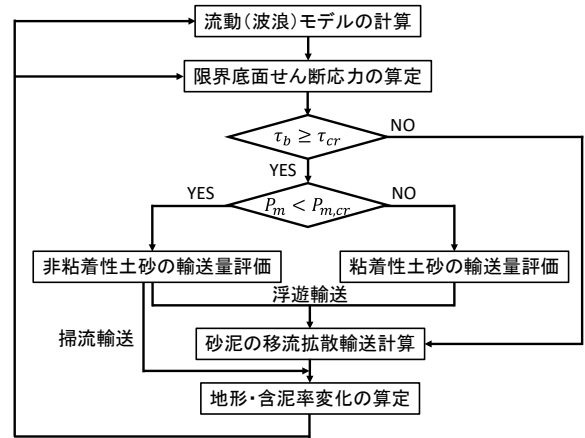 流動(波浪)モデルの計算
限界底面せん断応力の算定
τ_b ≥ τ_cr
NO
YES
YES
P_m < P_m,cr
NO
非粘着性土砂の輸送量評価
粘着性土砂の輸送量評価
浮遊輸送
掃流輸送
砂泥の移流拡散輸送計算
地形・含泥率変化の算定